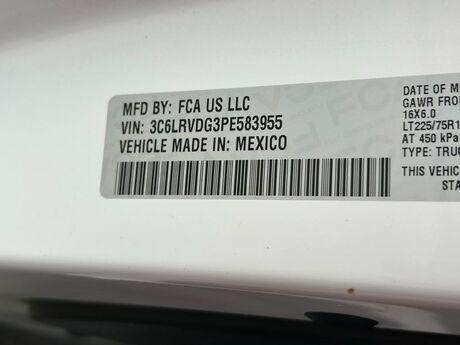 MFD BY: FCA US LLC
VIN: 3C6LRVDG3PE583955
VEHICLE MADE IN: MEXICO
DATE OF M
GAWR FRO
16X6.0
LT225/75R1
AT 450 kPa
TYPE: TRU
THIS VEHIC
STA